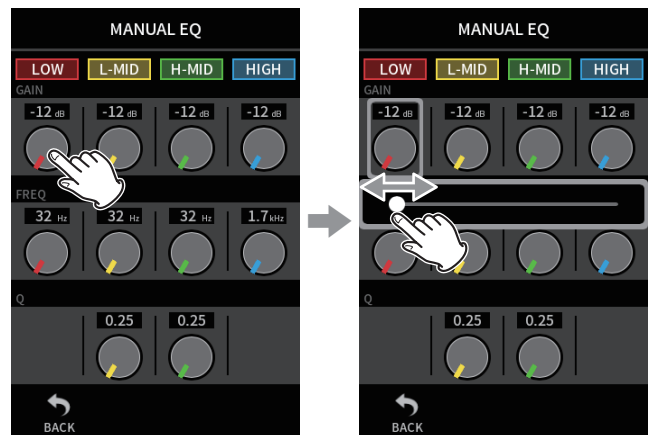 MANUAL EQ
LOW L-MID H-MID HIGH
GAIN
-12 dB -12 dB -12 dB -12 dB
FREQ
32 Hz 32 Hz 32 Hz 1.7 kHz
Q
0.25 0.25
BACK
MANUAL EQ
LOW L-MID H-MID HIGH
GAIN
-12 dB -12 dB -12 dB -12 dB
Q
0.25 0.25
BACK